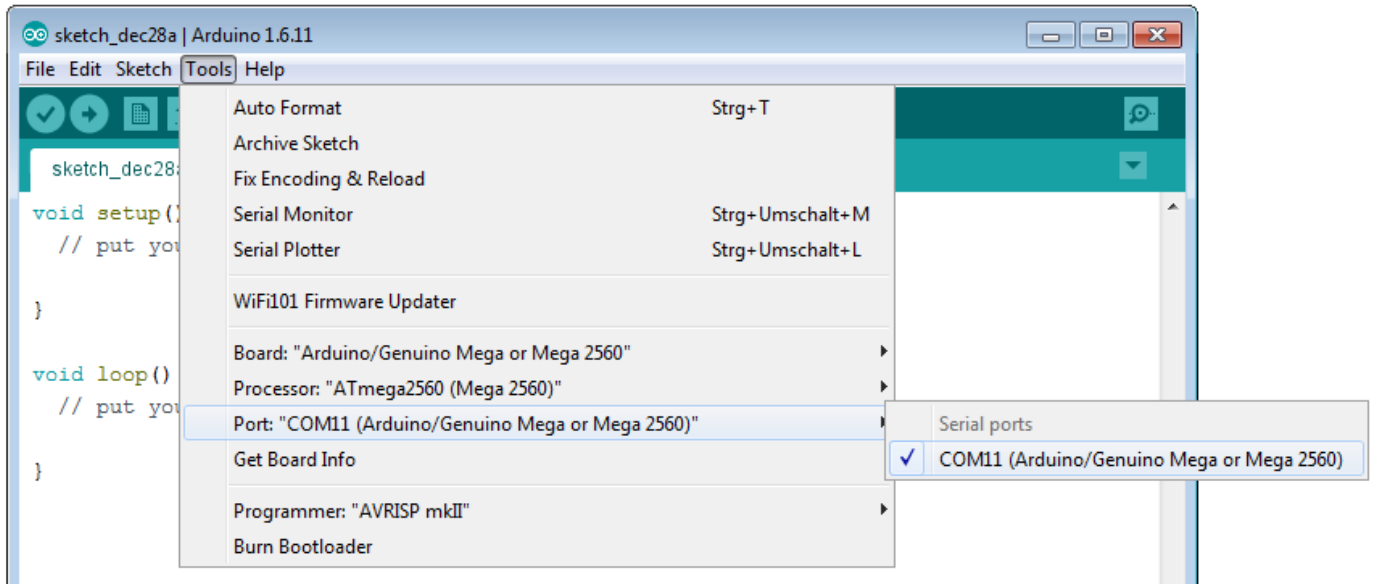 sketch_dec28a | Arduino 1.6.11
File Edit Sketch Tools Help
Auto Format Strg+T
Archive Sketch
Fix Encoding & Reload
Serial Monitor Strg+Umschalt+M
Serial Plotter Strg+Umschalt+L
WiFi101 Firmware Updater
Board: "Arduino/Genuino Mega or Mega 2560"
Processor: "ATmega2560 (Mega 2560)"
Port: "COM11 (Arduino/Genuino Mega or Mega 2560)"
Get Board Info
Programmer: "AVRISP mkII"
Burn Bootloader
Serial ports
COM11 (Arduino/Genuino Mega or Mega 2560)
sketch_dec28
void setup()
// put you
}
void loop()
// put you
}